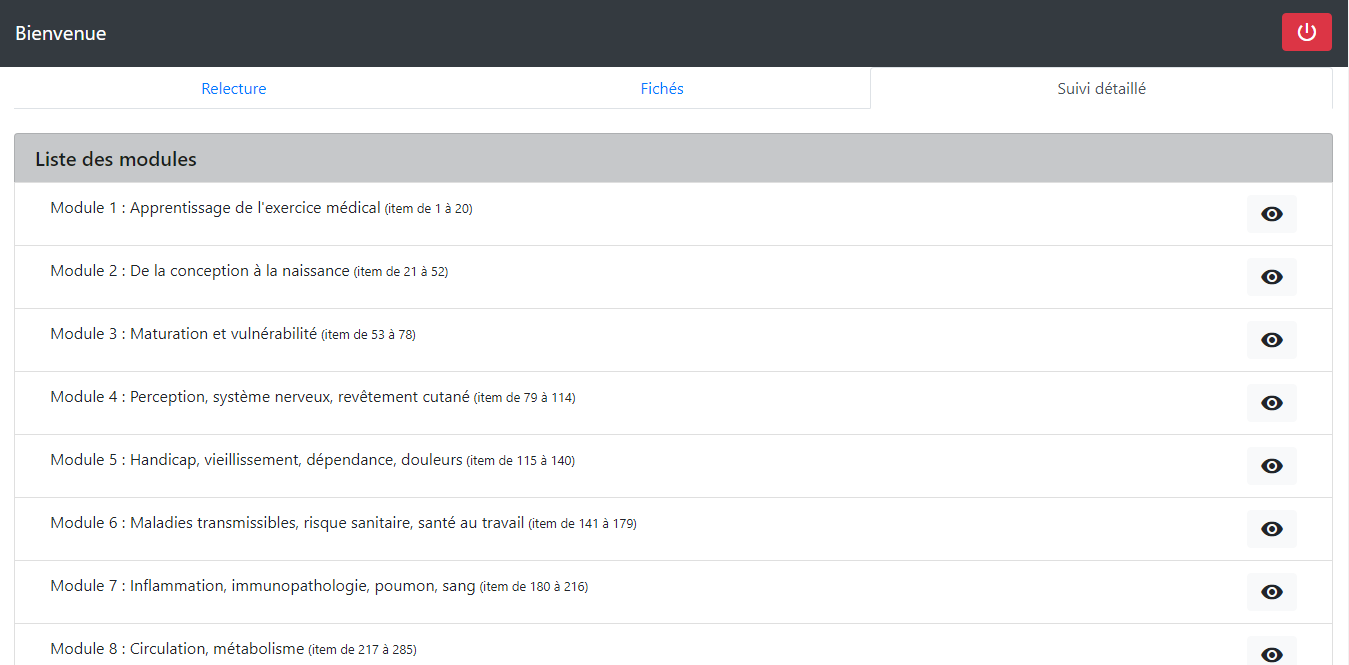 Bienvenue
Relecture Fichés Suivi détaillé
Liste des modules
Module 1 : Apprentissage de l'exercice médical (item de 1 à 20)
Module 2 : De la conception à la naissance (item de 21 à 52)
Module 3 : Maturation et vulnérabilité (item de 53 à 78)
Module 4 : Perception, système nerveux, revêtement cutané (item de 79 à 114)
Module 5 : Handicap, vieillissement, dépendance, douleurs (item de 115 à 140)
Module 6 : Maladies transmissibles, risque sanitaire, santé au travail (item de 141 à 179)
Module 7 : Inflammation, immunopathologie, poumon, sang (item de 180 à 216)
Module 8 : Circulation, métabolisme (item de 217 à 285)